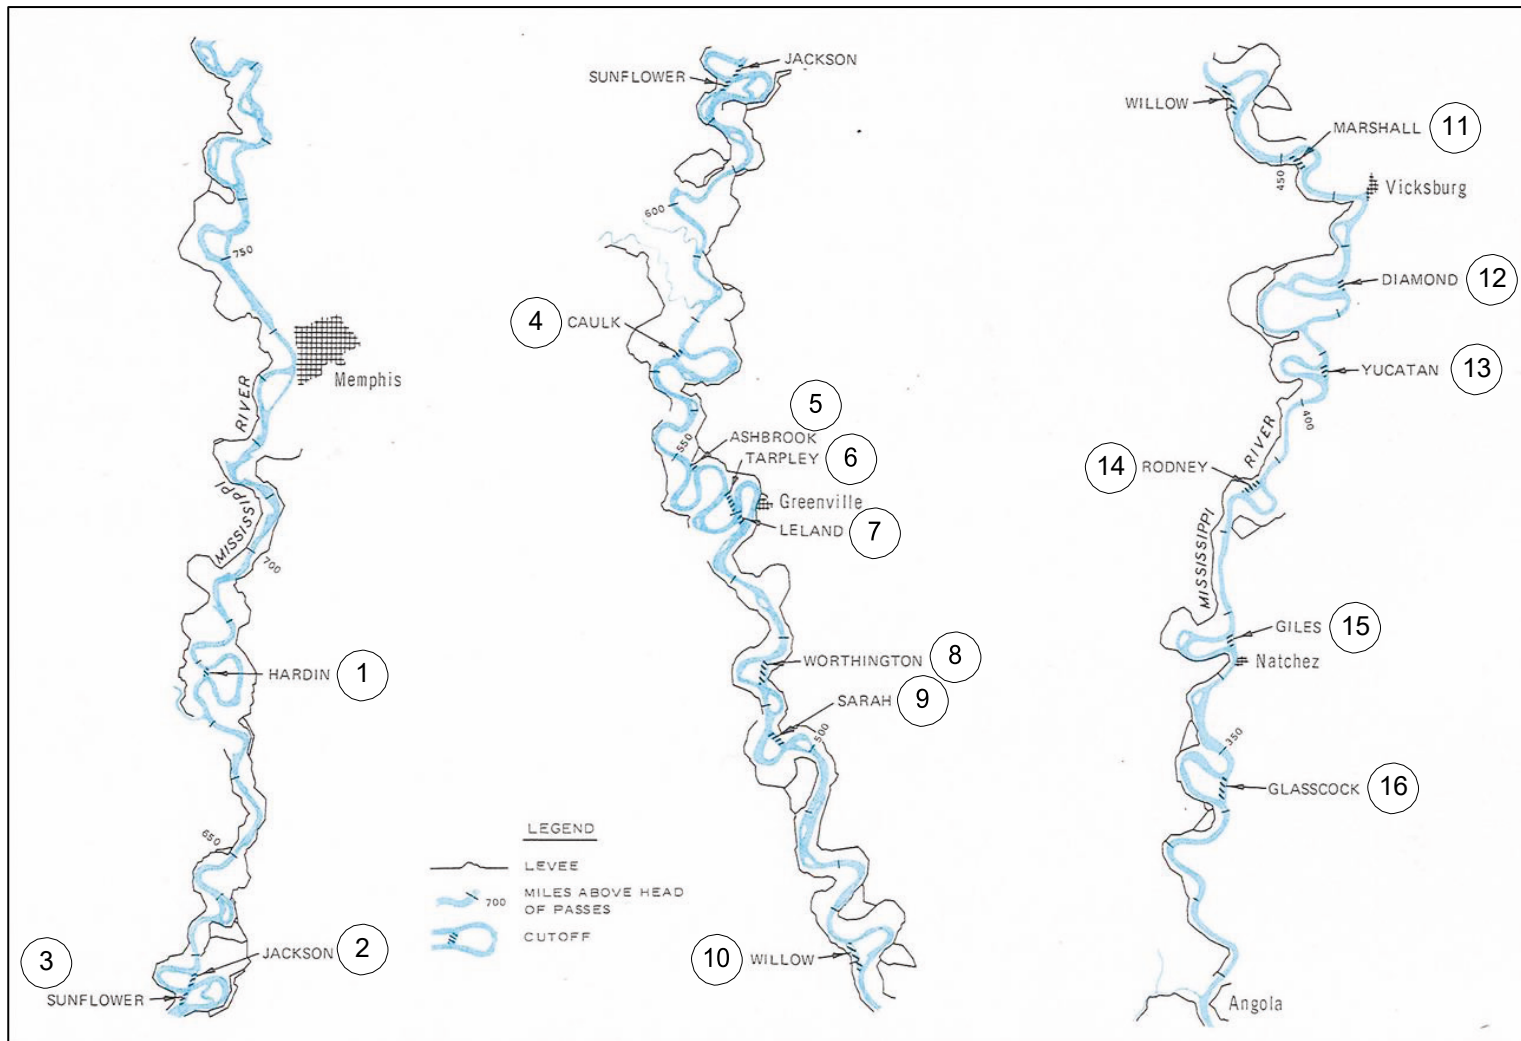 750
Memphis
MISSISSIPPI RIVER
700
HARDIN 1
650
JACKSON 2
3
SUNFLOWER
JACKSON
SUNFLOWER
600
4 CAULK
5
550
ASHBROOK
TARPLEY 6
Greenville
LELAND 7
WORTHINGTON 8
SARAH 9
500
10 WILLOW
LEGEND
LEVEE
700 MILES ABOVE HEAD
OF PASSES
CUTOFF
WILLOW
MARSHALL 11
450
Vicksburg
DIAMOND 12
YUCATAN 13
400
MISSISSIPPI RIVER
14 RODNEY
GILES 15
Natchez
350
GLASSCOCK 16
Angola